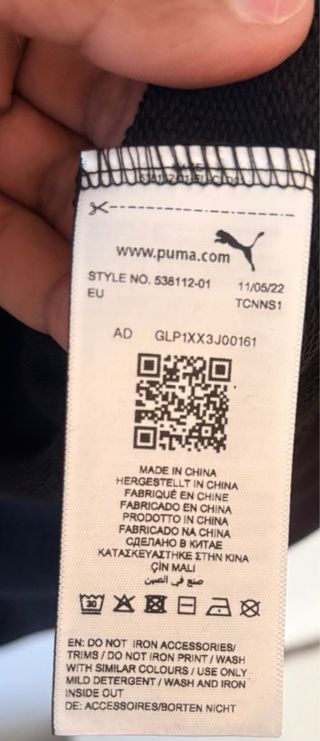 www.puma.com
STYLE NO. 538112-01 11/05/22
EU TCNNS1
AD GLP1XX3J00161
MADE IN CHINA
HERGESTELLT IN CHINA
FABRIQUÉ EN CHINE
FABRICADO EN CHINA
PRODOTTO IN CHINA
FABRICADO NA CHINA
СДЕЛАНО В КИТАЕ
ΚΑΤΑΣΚΕΥΑΣΤΗΚΕ ΣΤΗΝ ΚΙΝΑ
ÇİN MALI
صنع في الصين
30
EN: DO NOT IRON ACCESSORIES/
TRIMS / DO NOT IRON PRINT / WASH
WITH SIMILAR COLOURS / USE ONLY
MILD DETERGENT / WASH AND IRON
INSIDE OUT
DE: ACCESSOIRES/BORTEN NICHT